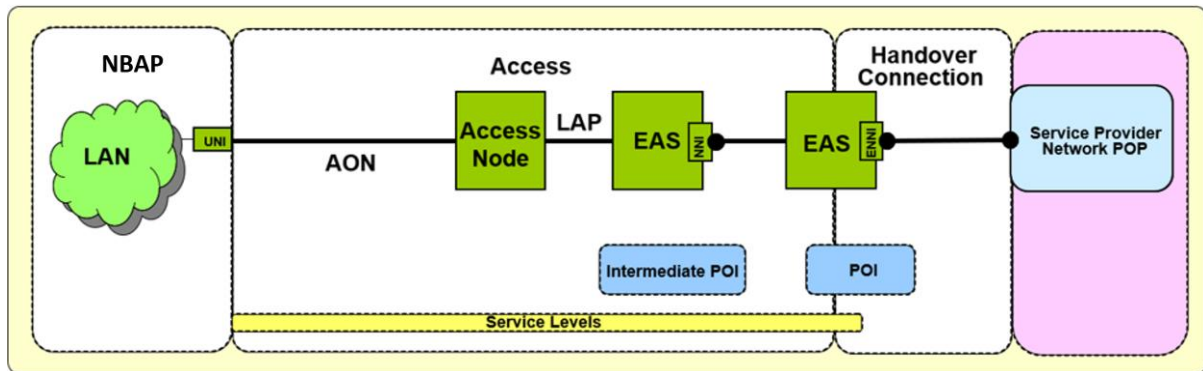 NBAP
Access
Handover
Connection
LAN
UNI
AON
Access
Node
LAP
EAS
NNI
EAS
ENNI
Service Provider
Network POP
Intermediate POI
POI
Service Levels